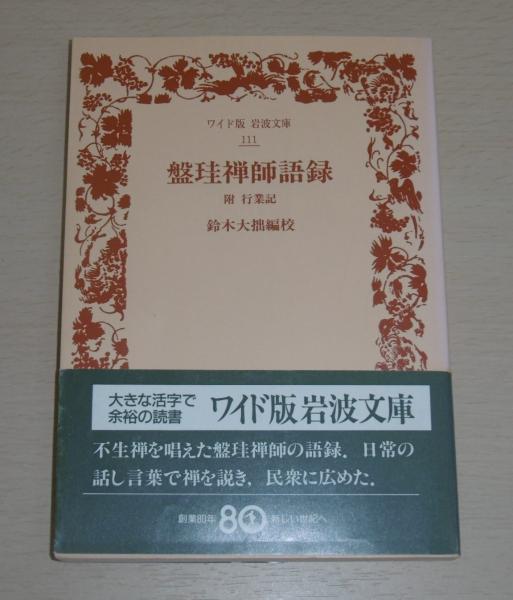 ワイド版 岩波文庫
111
盤珪禅師語録
附 行業記
鈴木大拙編校
大きな活字で
余裕の読書
ワイド版岩波文庫
不生禅を唱えた盤珪禅師の語録．日常の
話し言葉で禅を説き，民衆に広めた．
創業80年 80 新しい世紀へ